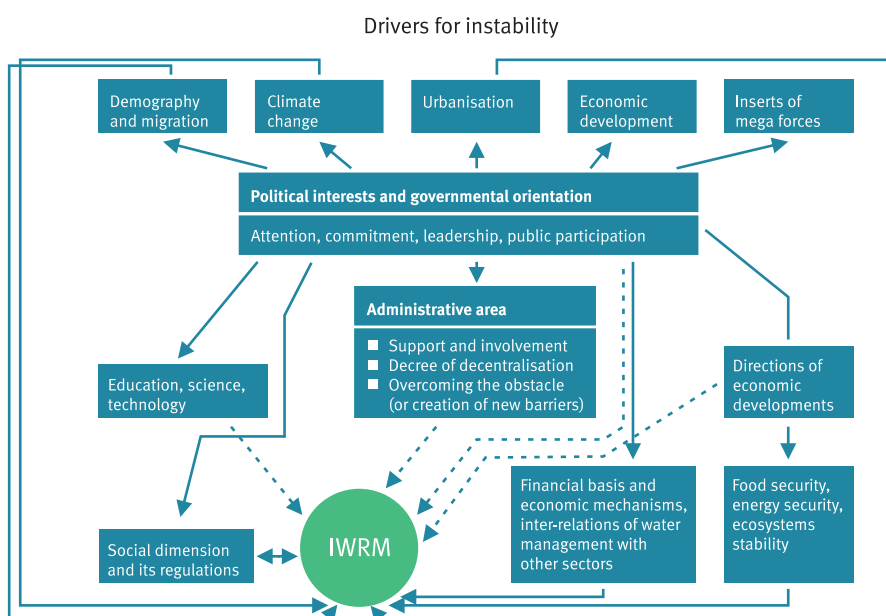 Drivers for instability
Demography
and migration
Climate
change
Urbanisation
Economic
development
Inserts of
mega forces
Political interests and governmental orientation
Attention, commitment, leadership, public participation
Administrative area
Support and involvement
Decree of decentralisation
Overcoming the obstacle
(or creation of new barriers)
Education, science,
technology
Directions of
economic
developments
Social dimension
and its regulations
IWRM
Financial basis and
economic mechanisms,
inter-relations of water
management with
other sectors
Food security,
energy security,
ecosystems
stability